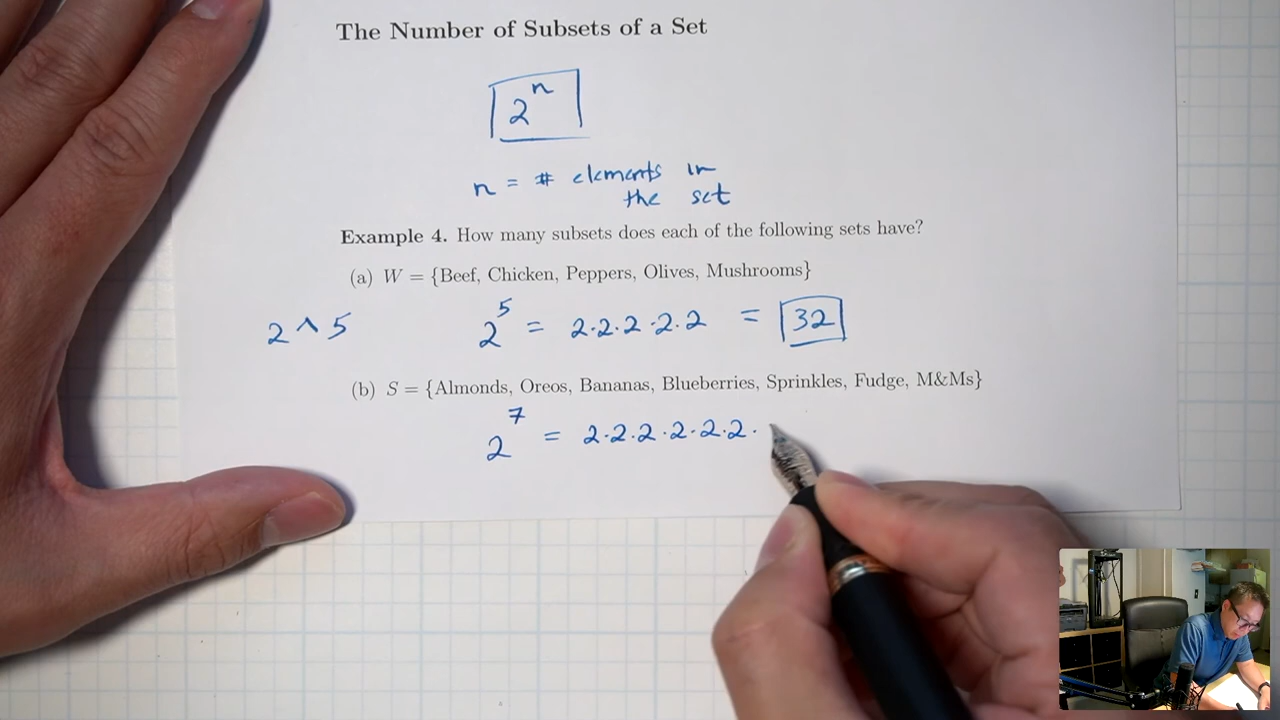 The Number of Subsets of a Set
2^n
n = # elements in
the set
Example 4. How many subsets does each of the following sets have?
(a) W = {Beef, Chicken, Peppers, Olives, Mushrooms}
2 ^ 5 2^5 = 2·2·2·2·2 = 32
(b) S = {Almonds, Oreos, Bananas, Blueberries, Sprinkles, Fudge, M&Ms}
2^7 = 2·2·2·2·2·2·